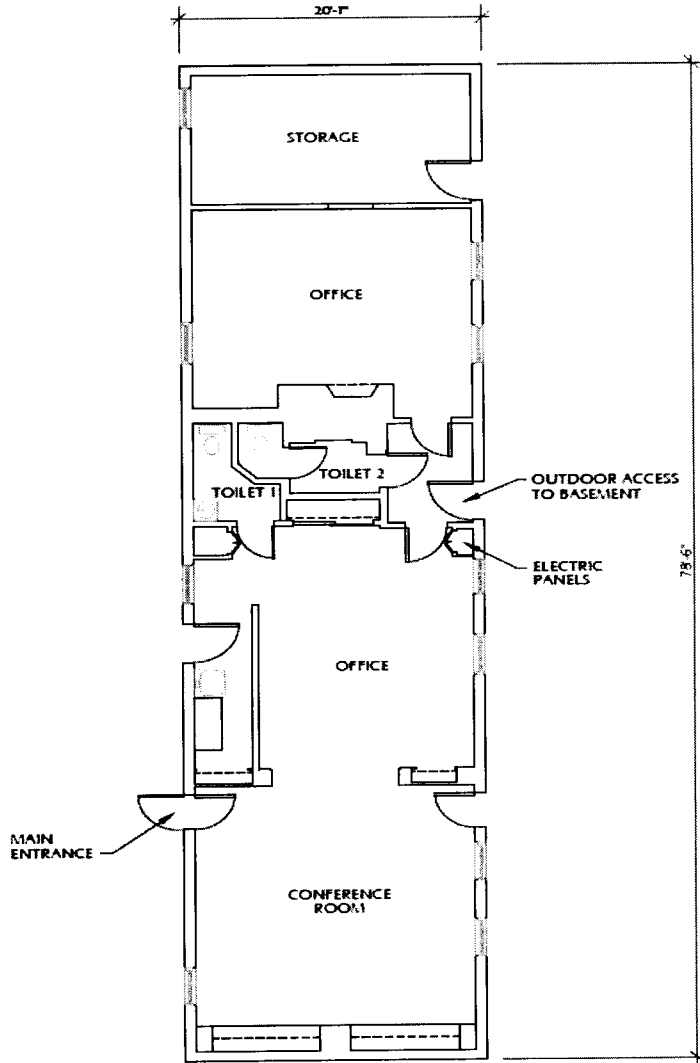 20'-1"
STORAGE
OFFICE
TOILET 1
TOILET 2
OUTDOOR ACCESS
TO BASEMENT
ELECTRIC
PANELS
78'-6"
OFFICE
MAIN
ENTRANCE
CONFERENCE
ROOM